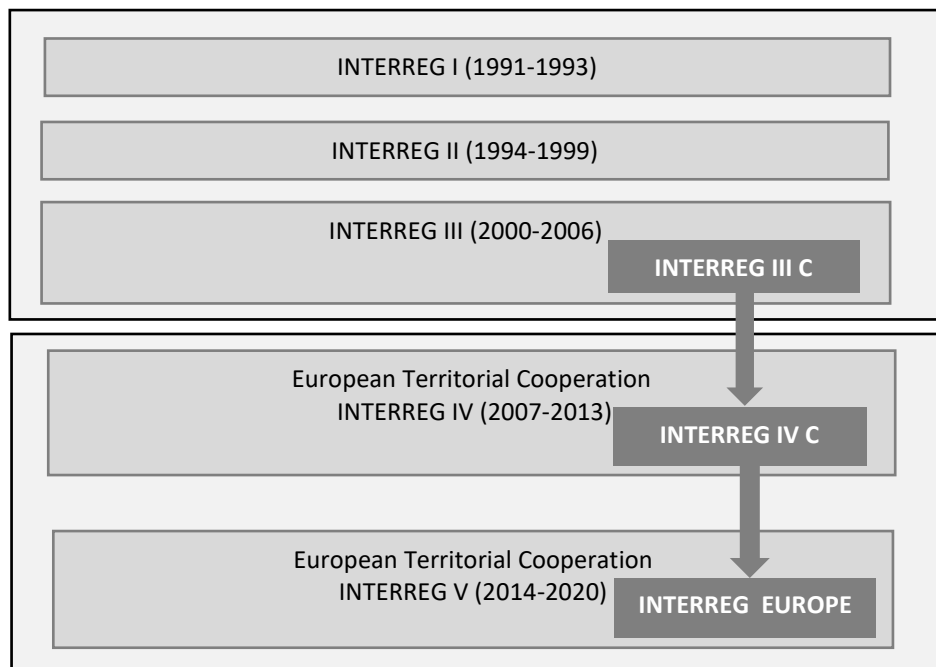 INTERREG I (1991-1993)
INTERREG II (1994-1999)
INTERREG III (2000-2006)
INTERREG III C
European Territorial Cooperation
INTERREG IV (2007-2013)
INTERREG IV C
European Territorial Cooperation
INTERREG V (2014-2020)
INTERREG EUROPE